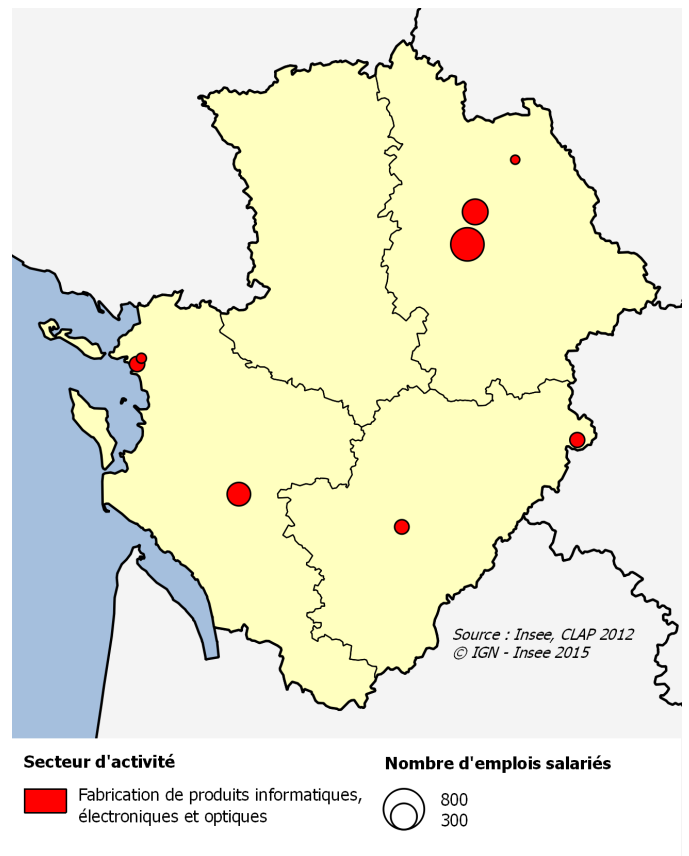 Source : Insee, CLAP 2012
© IGN - Insee 2015
Secteur d'activité
Fabrication de produits informatiques,
électroniques et optiques
Nombre d'emplois salariés
800
300